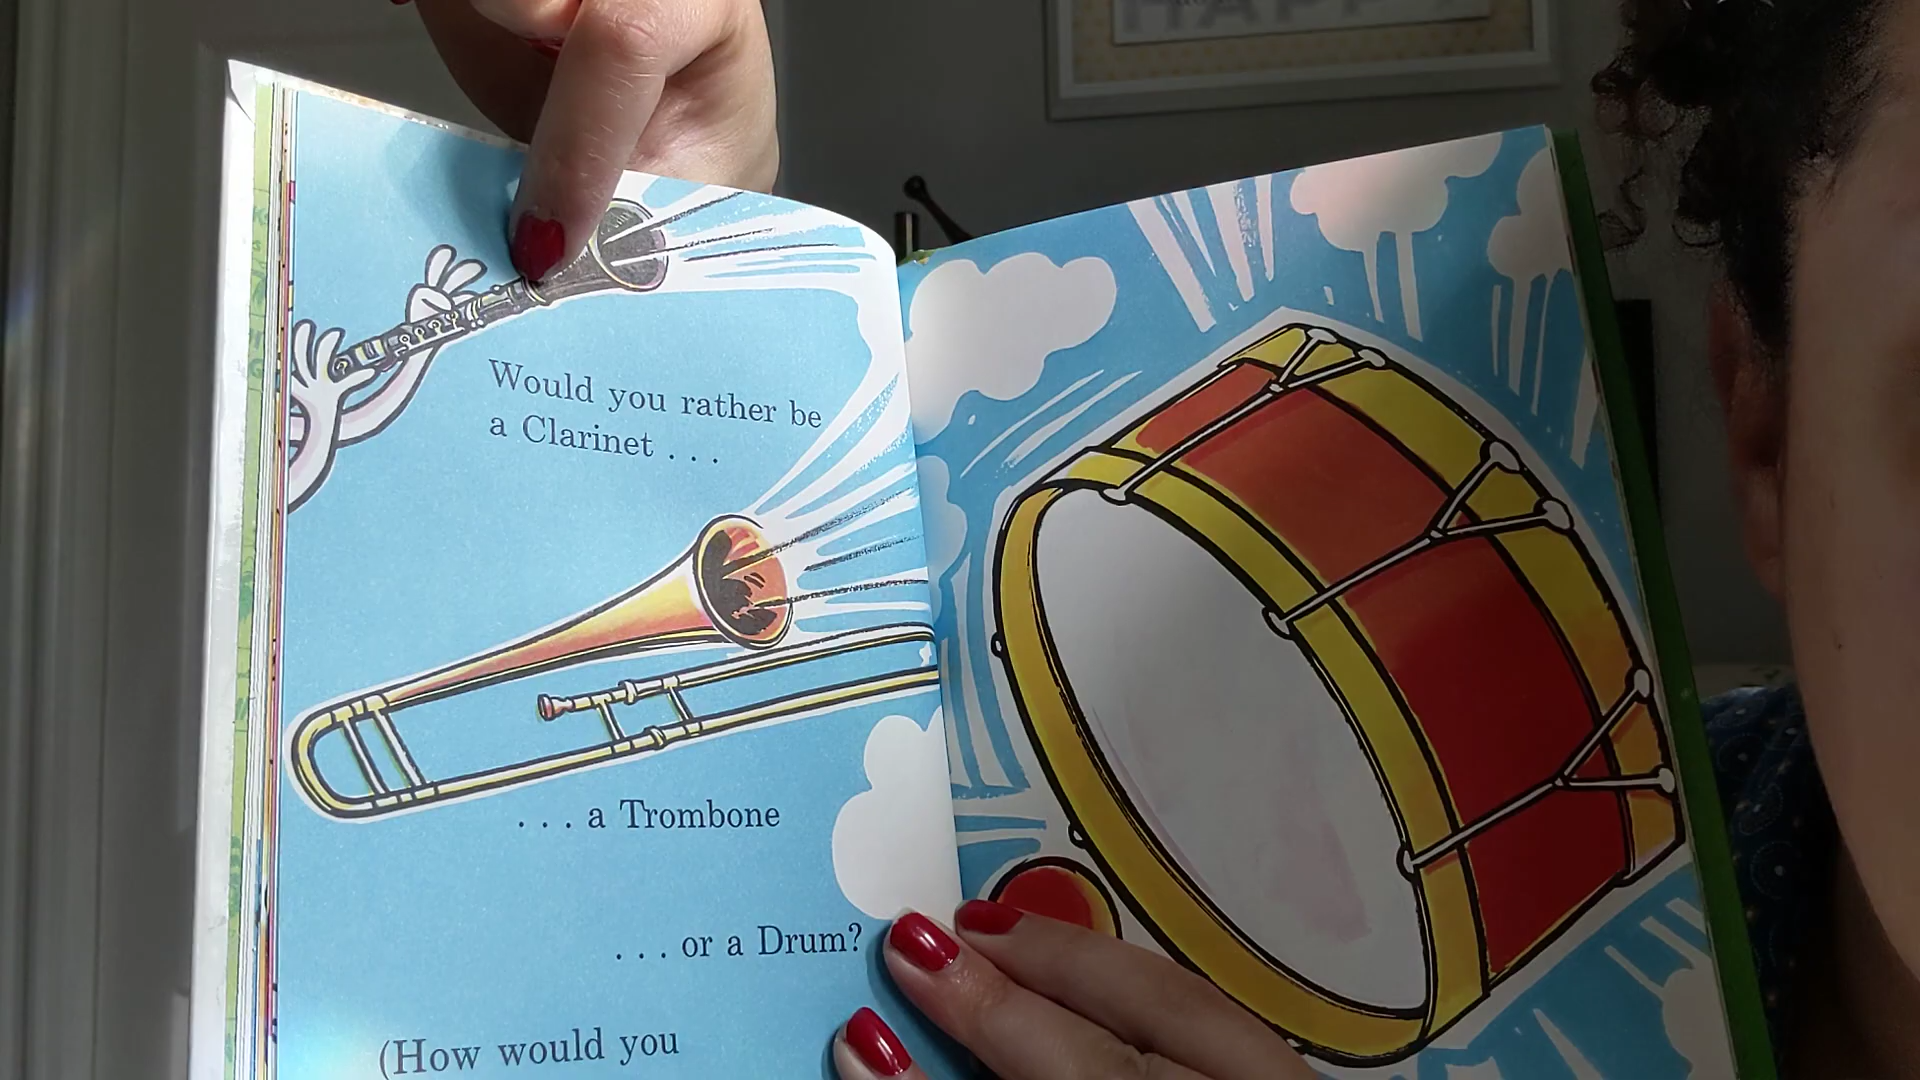 Would you rather be
a Clarinet . . .
. . . a Trombone
. . . or a Drum?
(How would you